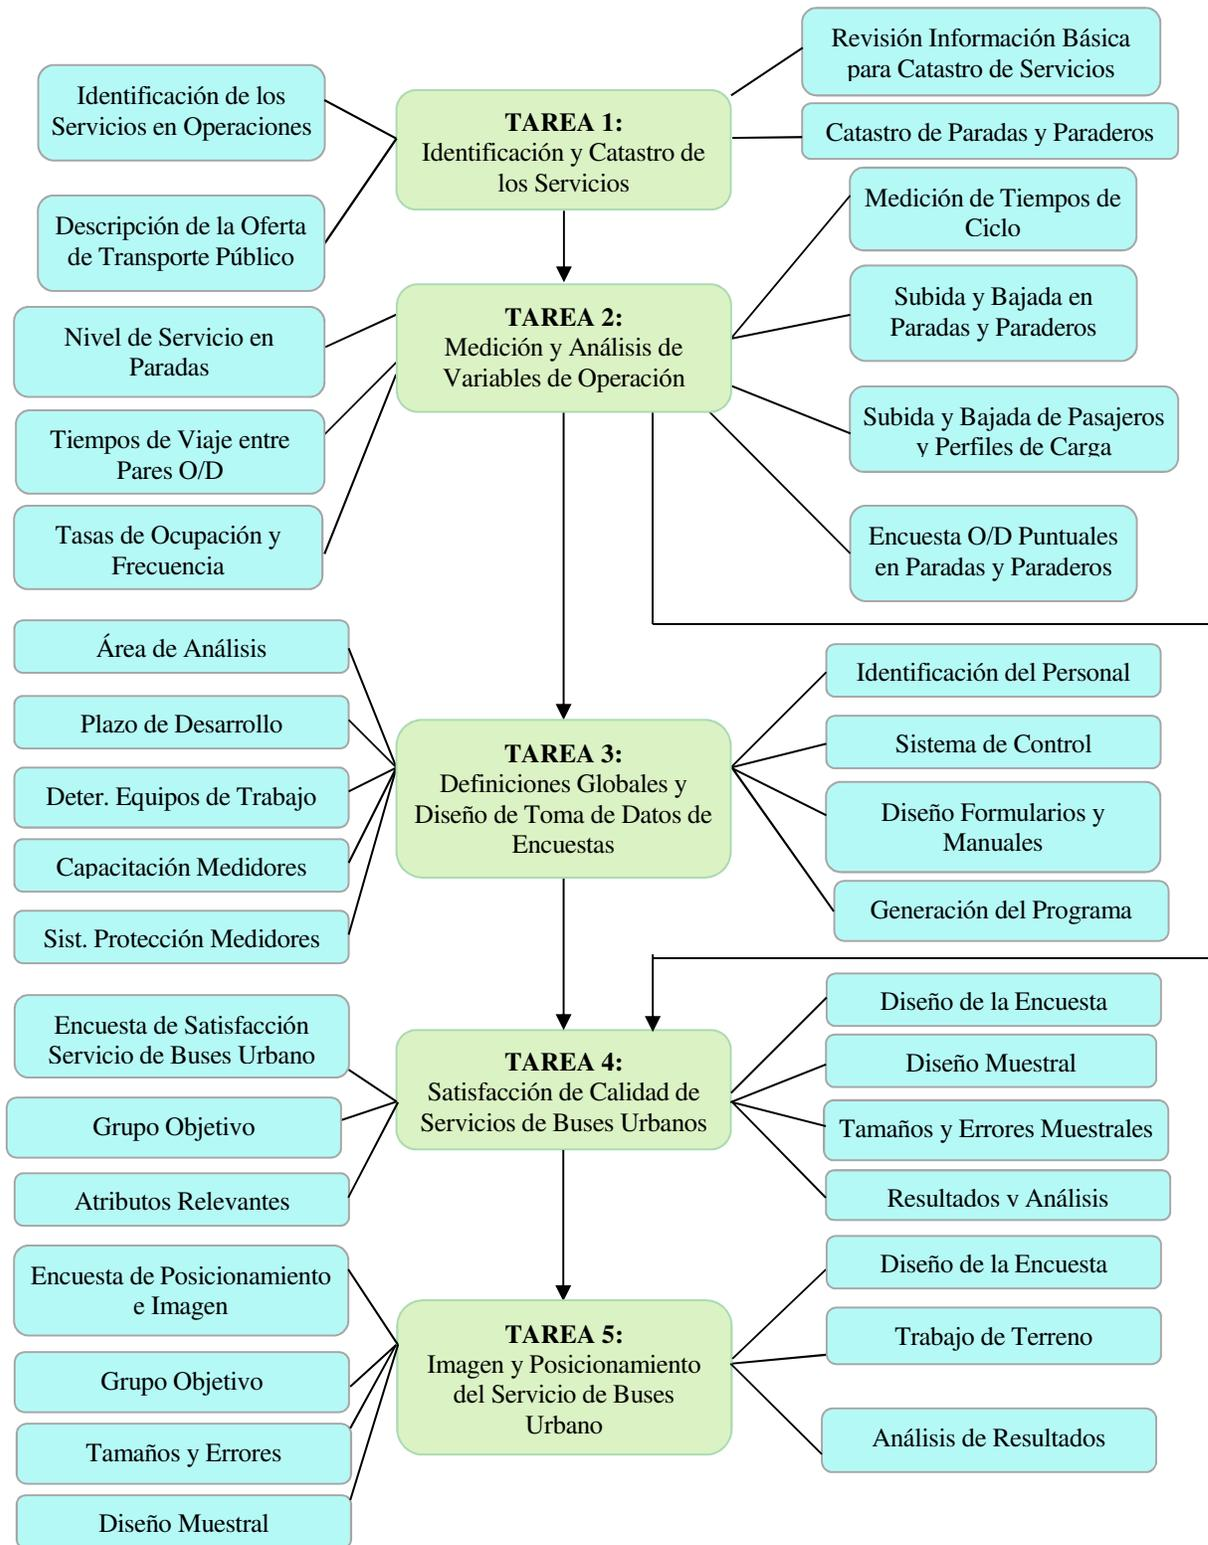 Revisión Información Básica
para Catastro de Servicios
Identificación de los
Servicios en Operaciones
TAREA 1:
Identificación y Catastro de
los Servicios
Catastro de Paradas y Paraderos
Descripción de la Oferta
de Transporte Público
Medición de Tiempos de
Ciclo
Nivel de Servicio en
Paradas
TAREA 2:
Medición y Análisis de
Variables de Operación
Subida y Bajada en
Paradas y Paraderos
Tiempos de Viaje entre
Pares O/D
Subida y Bajada de Pasajeros
y Perfiles de Carga
Tasas de Ocupación y
Frecuencia
Encuesta O/D Puntuales
en Paradas y Paraderos
Área de Análisis
Plazo de Desarrollo
Deter. Equipos de Trabajo
Capacitación Medidores
Sist. Protección Medidores
TAREA 3:
Definiciones Globales y
Diseño de Toma de Datos de
Encuestas
Identificación del Personal
Sistema de Control
Diseño Formularios y
Manuales
Generación del Programa
Encuesta de Satisfacción
Servicio de Buses Urbano
Grupo Objetivo
Atributos Relevantes
TAREA 4:
Satisfacción de Calidad de
Servicios de Buses Urbanos
Diseño de la Encuesta
Diseño Muestral
Tamaños y Errores Muestrales
Resultados y Análisis
Encuesta de Posicionamiento
e Imagen
Grupo Objetivo
Tamaños y Errores
Diseño Muestral
TAREA 5:
Imagen y Posicionamiento
del Servicio de Buses
Urbano
Diseño de la Encuesta
Trabajo de Terreno
Análisis de Resultados